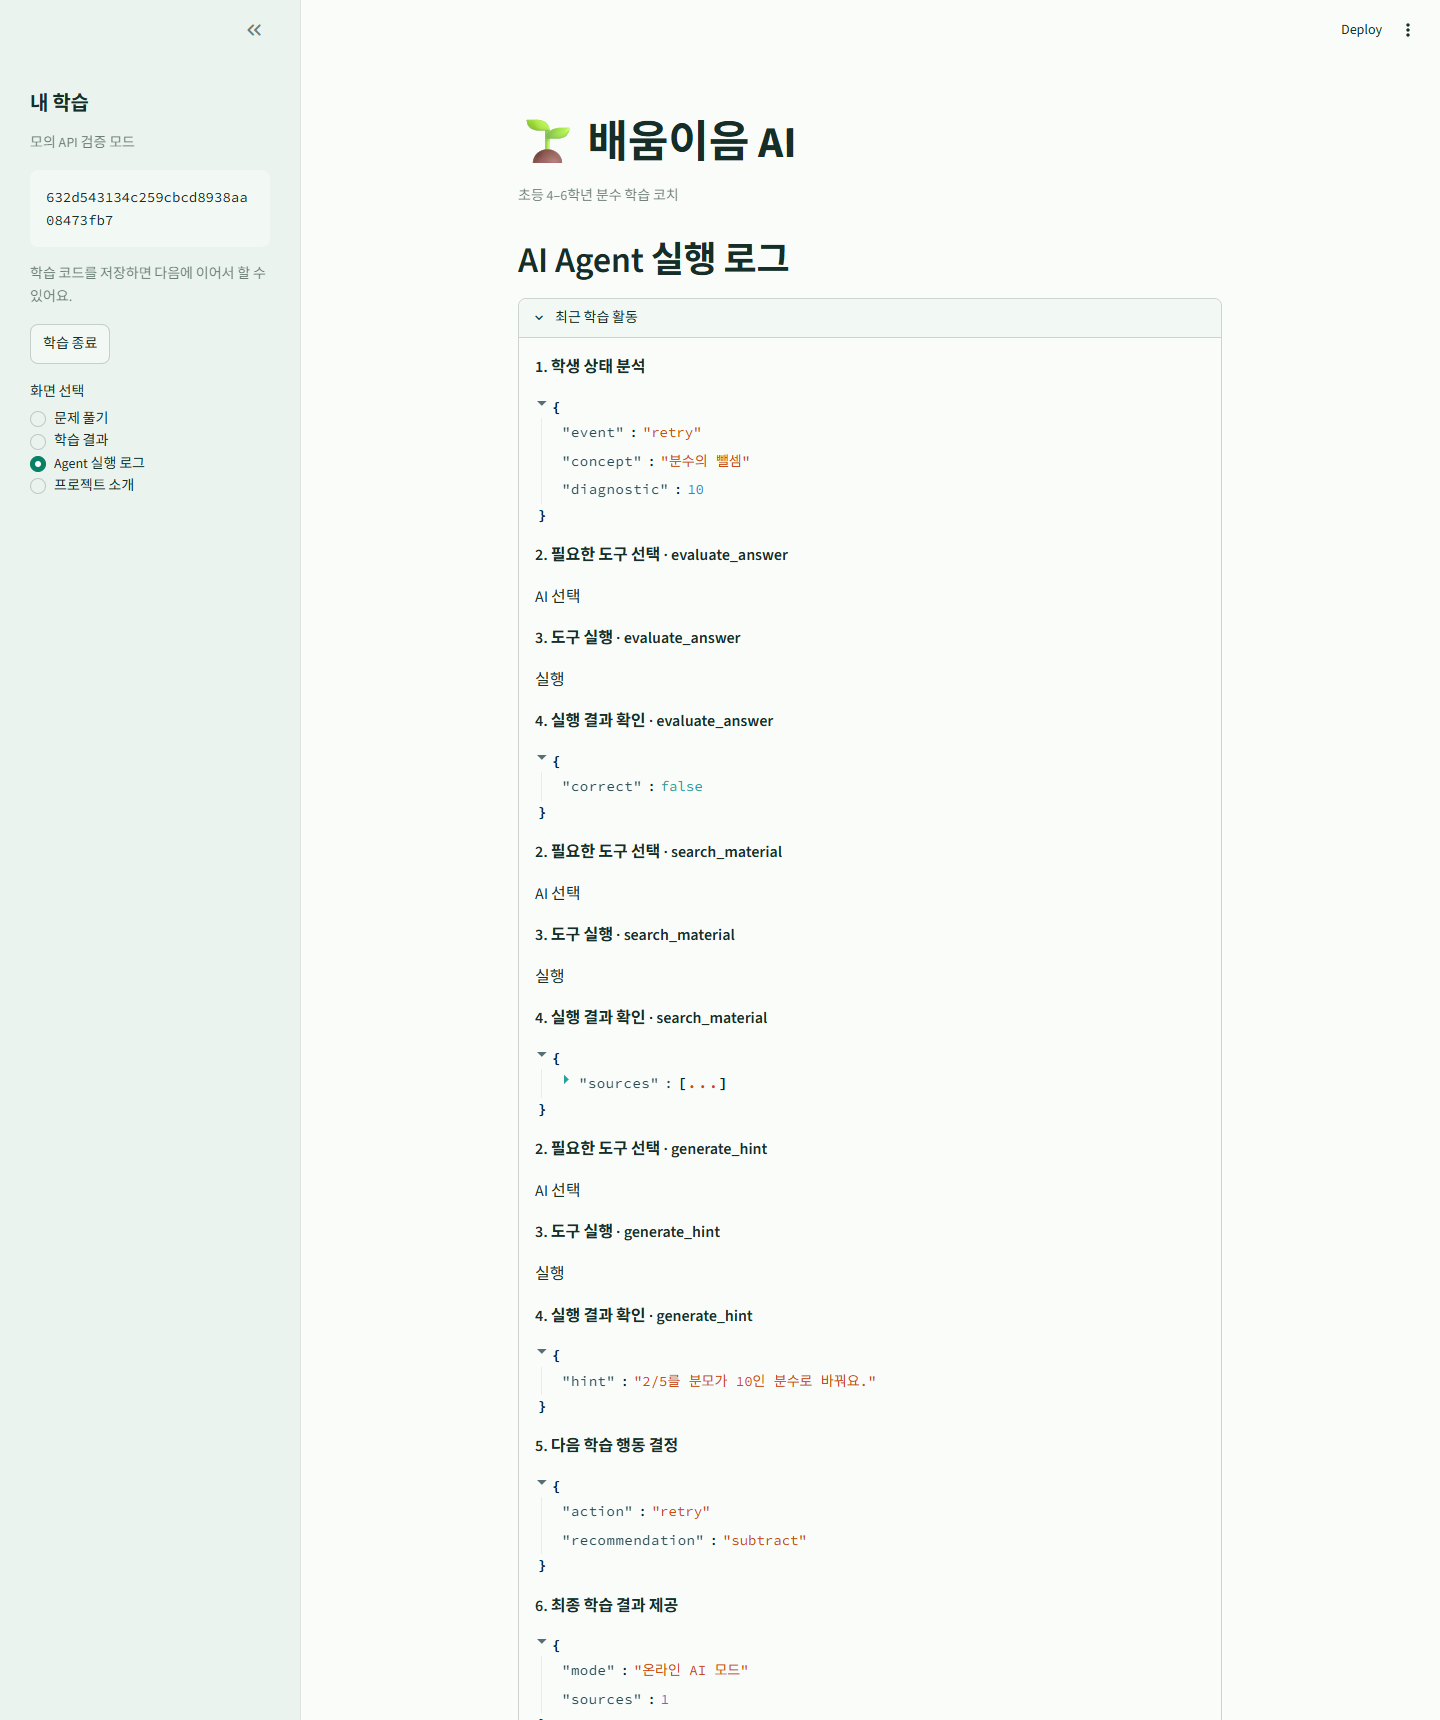 Deploy
내 학습
모의 API 검증 모드
632d543134c259cbcd8938aa
08473fb7
학습 코드를 저장하면 다음에 이어서 할 수
있어요.
학습 종료
화면 선택
문제 풀기
학습 결과
Agent 실행 로그
프로젝트 소개
배움이음 AI
초등 4–6학년 분수 학습 코치
AI Agent 실행 로그
최근 학습 활동
1. 학생 상태 분석
{
"event" : "retry"
"concept" : "분수의 뺄셈"
"diagnostic" : 10
}
2. 필요한 도구 선택 · evaluate_answer
AI 선택
3. 도구 실행 · evaluate_answer
실행
4. 실행 결과 확인 · evaluate_answer
{
"correct" : false
}
2. 필요한 도구 선택 · search_material
AI 선택
3. 도구 실행 · search_material
실행
4. 실행 결과 확인 · search_material
{
"sources" : [...]
}
2. 필요한 도구 선택 · generate_hint
AI 선택
3. 도구 실행 · generate_hint
실행
4. 실행 결과 확인 · generate_hint
{
"hint" : "2/5를 분모가 10인 분수로 바꿔요."
}
5. 다음 학습 행동 결정
{
"action" : "retry"
"recommendation" : "subtract"
}
6. 최종 학습 결과 제공
{
"mode" : "온라인 AI 모드"
"sources" : 1